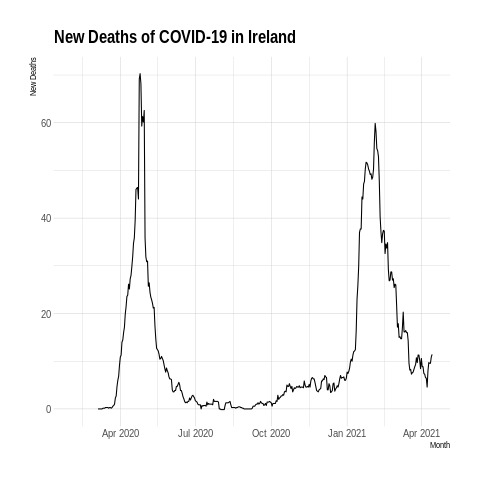 New Deaths of COVID-19 in Ireland
New Deaths
60
40
20
0
Apr 2020 Jul 2020 Oct 2020 Jan 2021 Apr 2021
Month